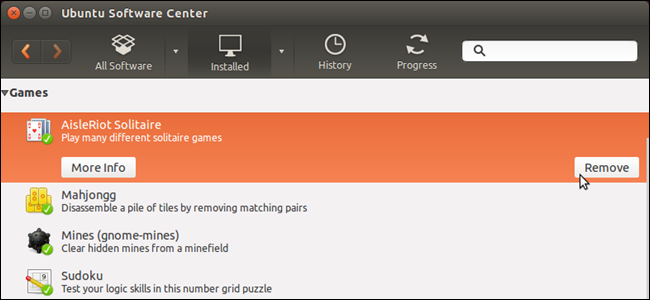 Ubuntu Software Center
All Software
Installed
History
Progress
Games
AisleRiot Solitaire
Play many different solitaire games
More Info
Remove
Mahjongg
Disassemble a pile of tiles by removing matching pairs
Mines (gnome-mines)
Clear hidden mines from a minefield
Sudoku
Test your logic skills in this number grid puzzle